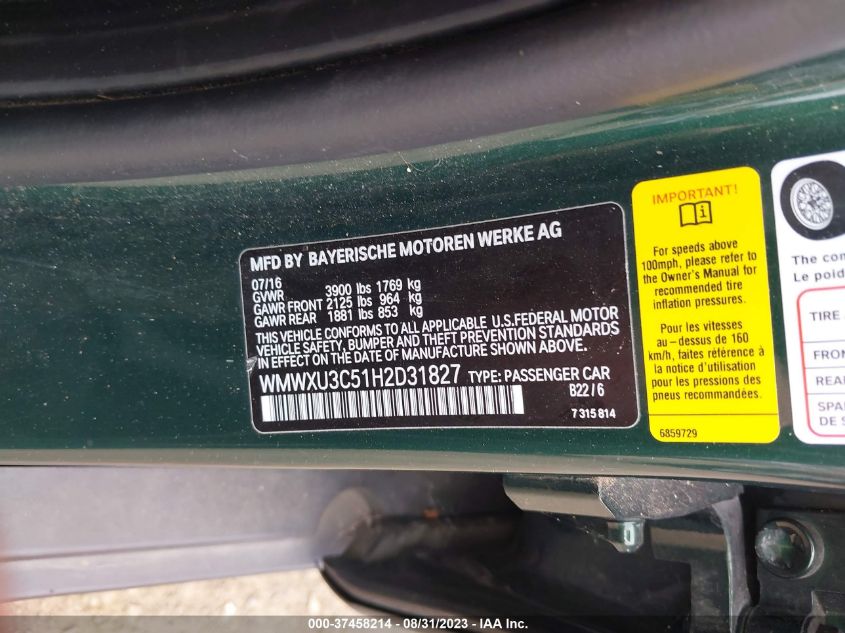 MFD BY BAYERISCHE MOTOREN WERKE AG
07/16
GVWR 3900 lbs 1769 kg
GAWR FRONT 2125 lbs 964 kg
GAWR REAR 1881 lbs 853 kg
THIS VEHICLE CONFORMS TO ALL APPLICABLE U.S.FEDERAL MOTOR
VEHICLE SAFETY, BUMPER AND THEFT PREVENTION STANDARDS
IN EFFECT ON THE DATE OF MANUFACTURE SHOWN ABOVE.
WMWXU3C51H2D31827 TYPE: PASSENGER CAR
B22/6
7315814
IMPORTANT!
For speeds above
100mph, please refer to
the Owner's Manual for
recommended tire
inflation pressures.
Pour les vitesses
au-dessus de 160
km/h, faites référence à
la notice d'utilisation
pour les pressions des
pneumatiques.
6859729
The com
Le poid
TIRE
FRON
REAR
SPA
DE S
000-37458214 - 08/31/2023 - IAA Inc.